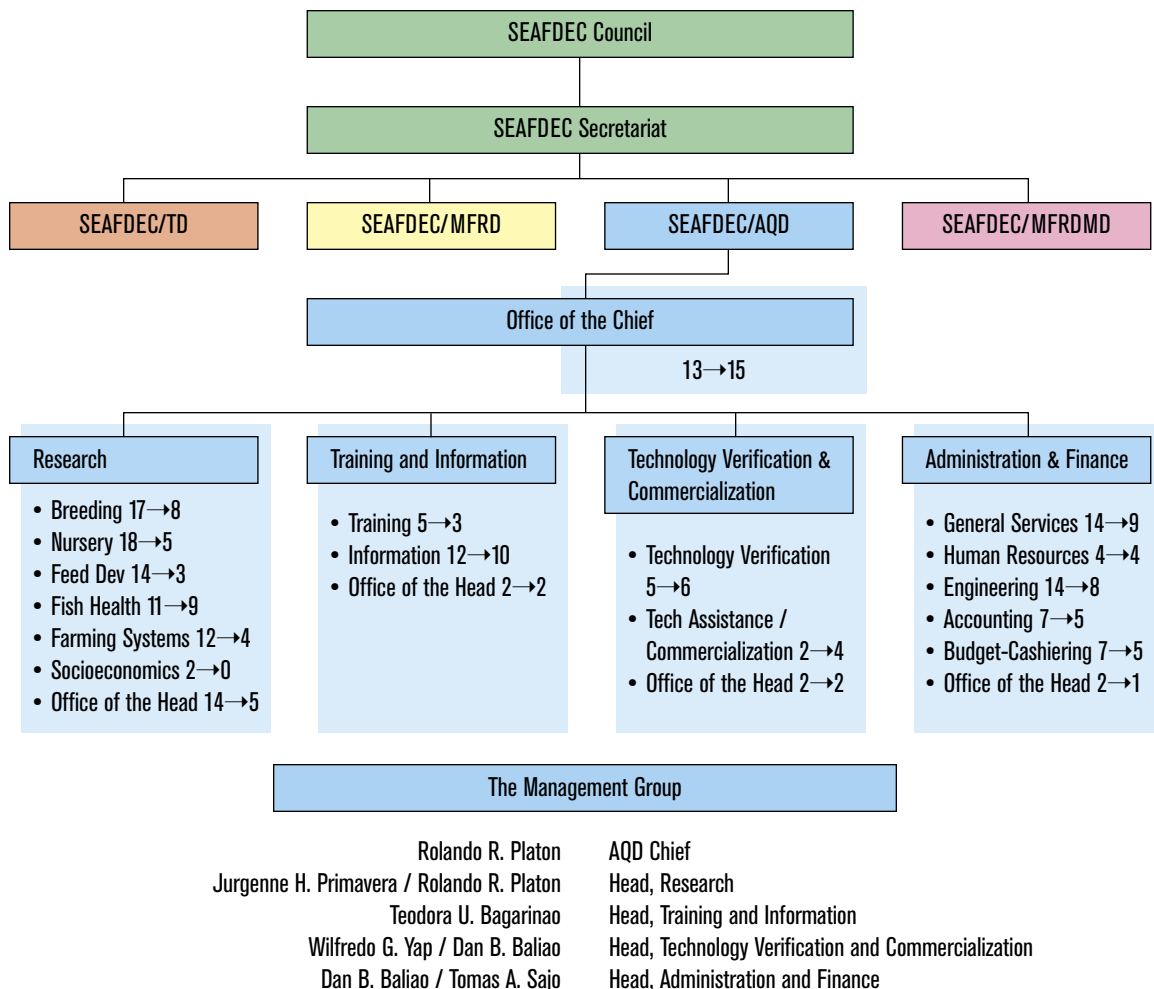 SEAFDEC Council
SEAFDEC Secretariat
SEAFDEC/TD
SEAFDEC/MFRD
SEAFDEC/AQD
SEAFDEC/MFRDMD
Office of the Chief
13→15
Research
• Breeding 17→8
• Nursery 18→5
• Feed Dev 14→3
• Fish Health 11→9
• Farming Systems 12→4
• Socioeconomics 2→0
• Office of the Head 14→5
Training and Information
• Training 5→3
• Information 12→10
• Office of the Head 2→2
Technology Verification &
Commercialization
• Technology Verification
5→6
• Tech Assistance /
Commercialization 2→4
• Office of the Head 2→2
Administration & Finance
• General Services 14→9
• Human Resources 4→4
• Engineering 14→8
• Accounting 7→5
• Budget-Cashiering 7→5
• Office of the Head 2→1
The Management Group
Rolando R. Platon AQD Chief
Jurgenne H. Primavera / Rolando R. Platon Head, Research
Teodora U. Bagarinao Head, Training and Information
Wilfredo G. Yap / Dan B. Baliao Head, Technology Verification and Commercialization
Dan B. Baliao / Tomas A. Sajo Head, Administration and Finance